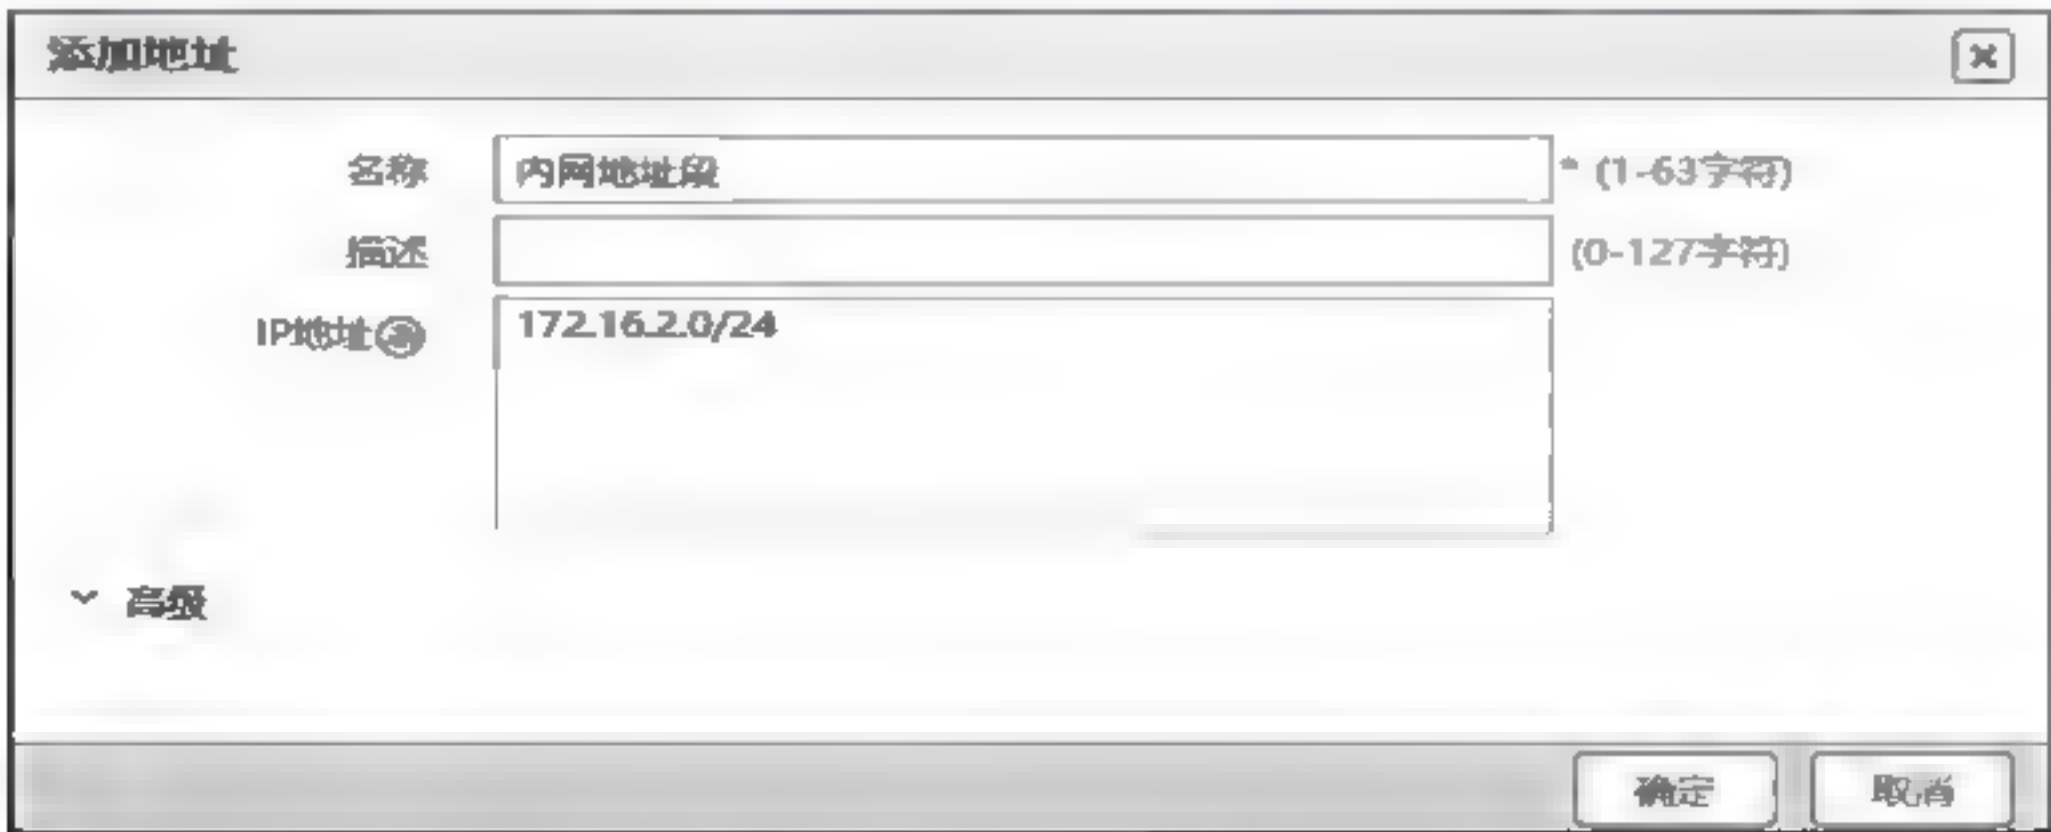 添加地址
名称 内网地址段 * (1-63字符)
描述 (0-127字符)
IP地址 172.16.2.0/24
高级
确定 取消